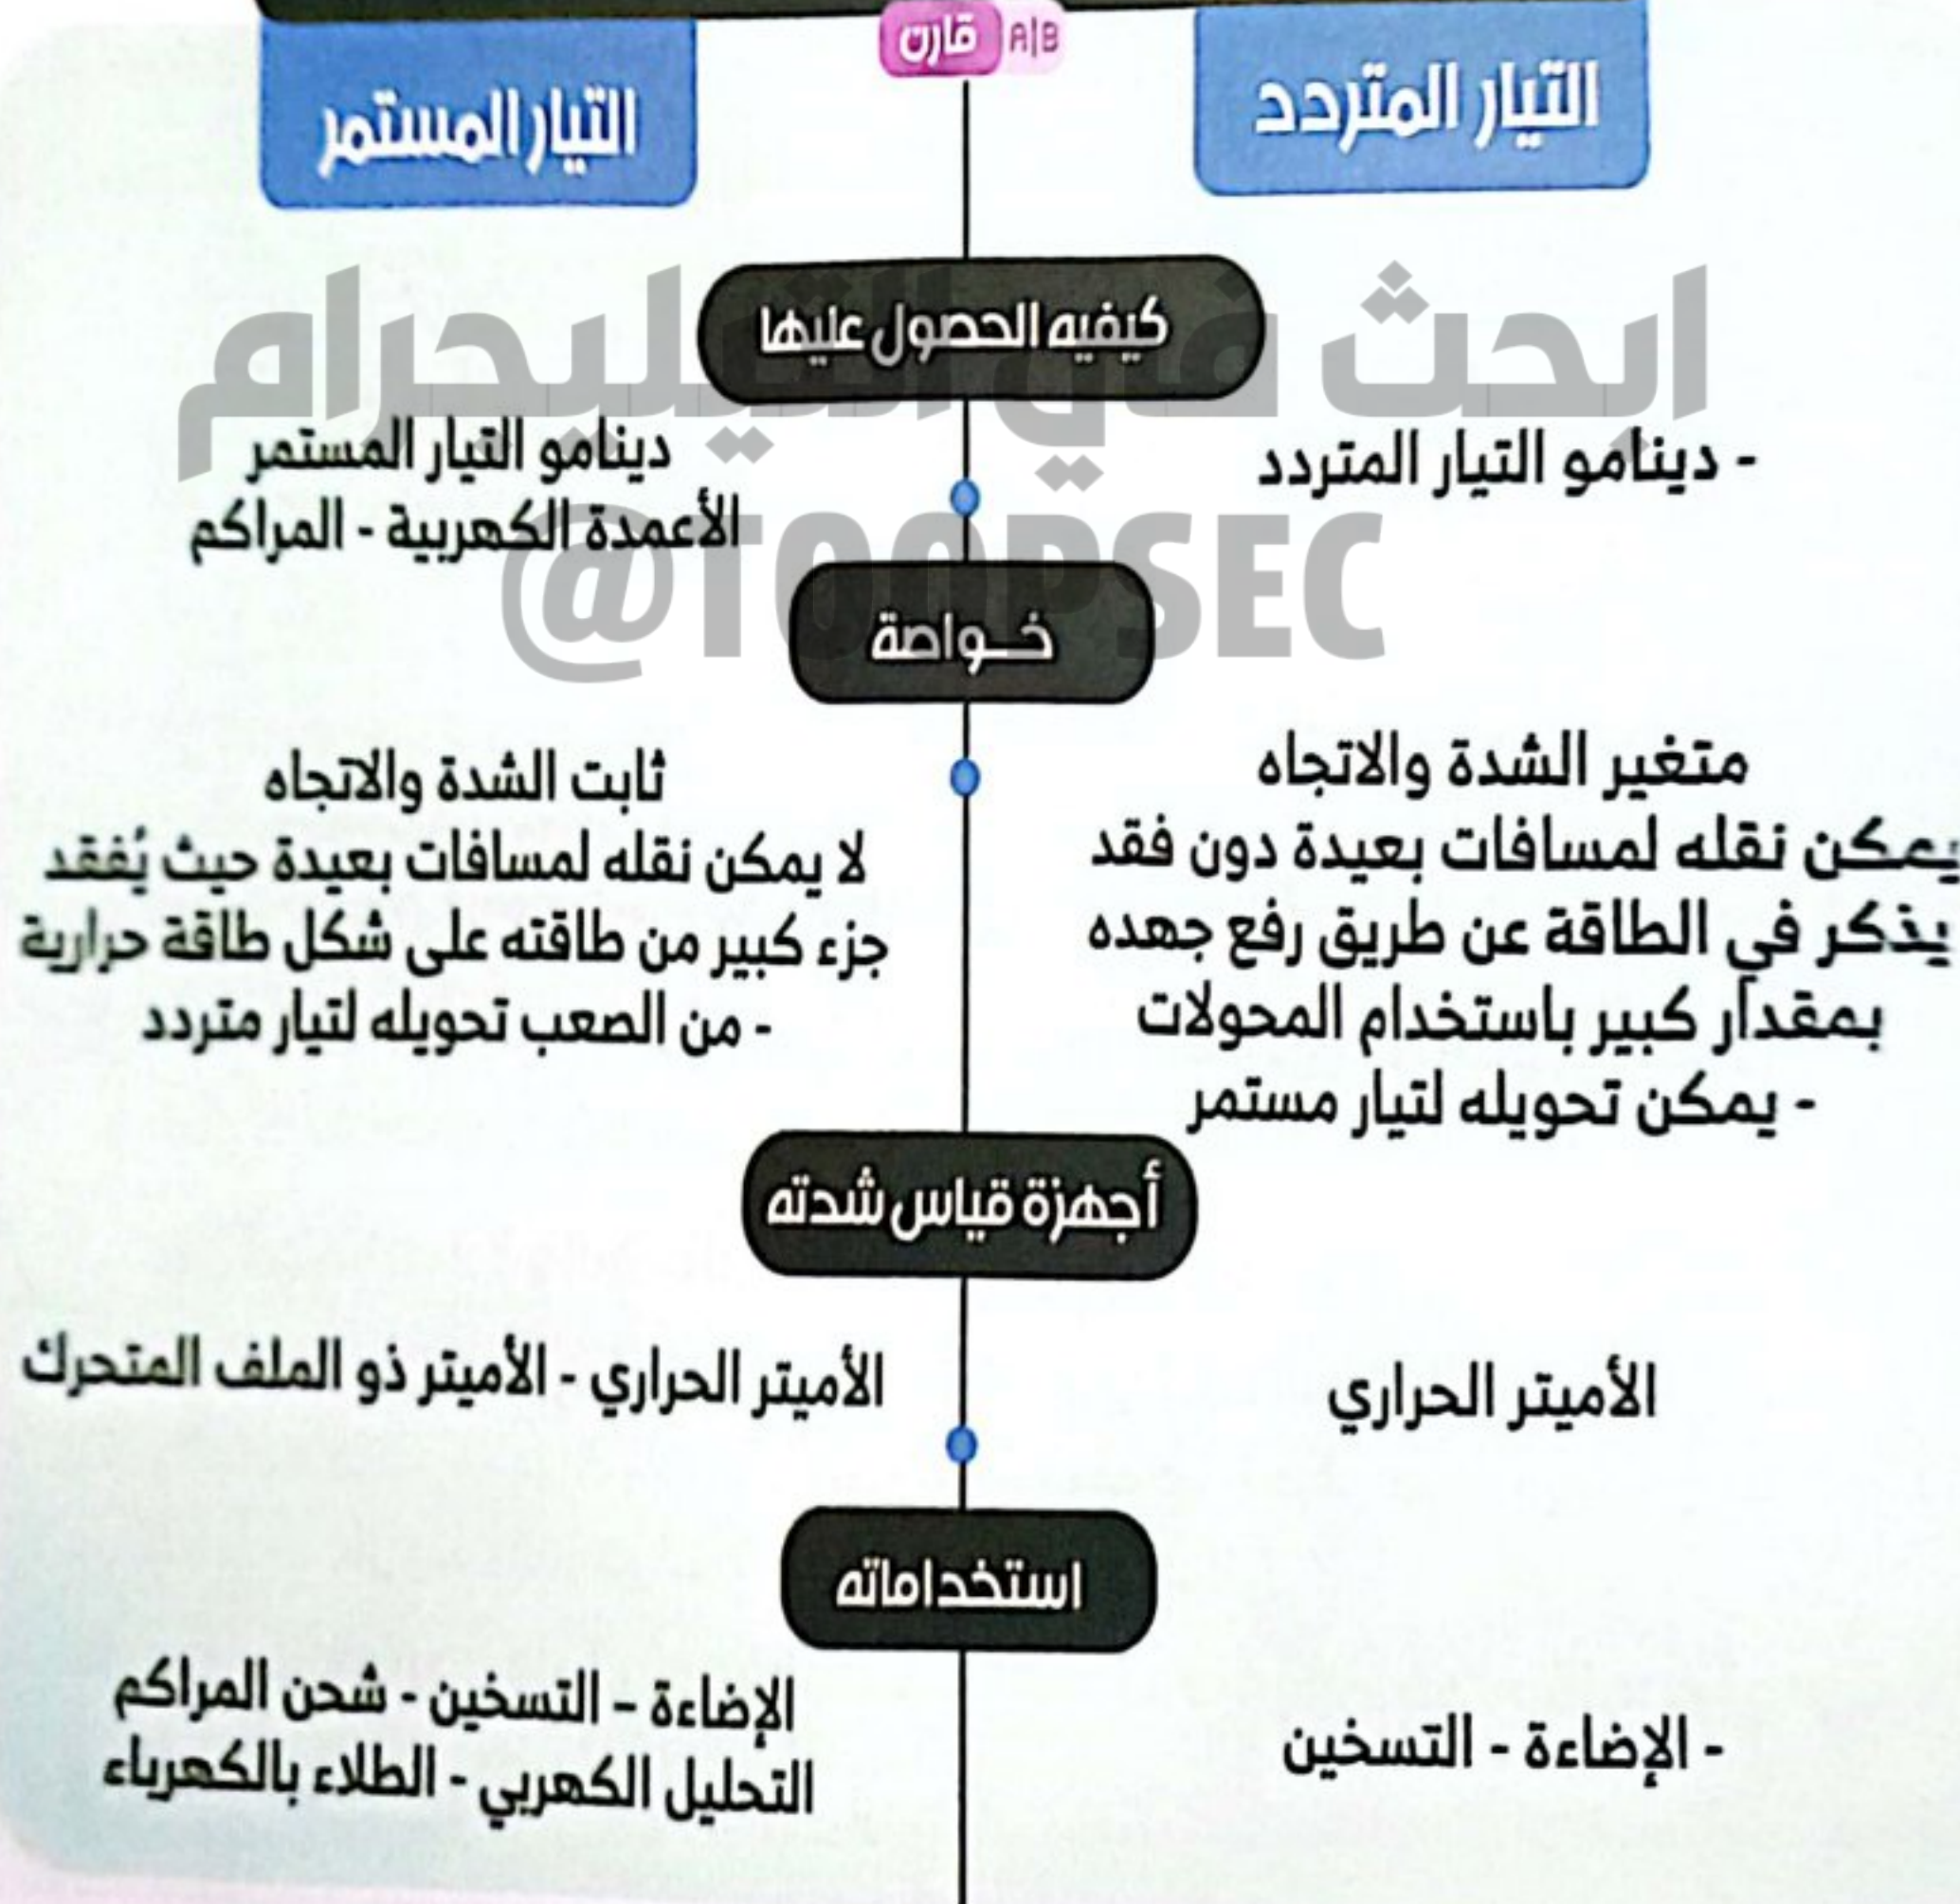 قارن A|B
التيار المتردد
التيار المستمر
كيفيه الحصول عليها
ابحث في التيليجرام
- دينامو التيار المتردد
دينامو التيار المستمر
الأعمدة الكهربية - المراكم
@TOOPSEC
خـواصة
متغير الشدة والاتجاه
يمكن نقله لمسافات بعيدة دون فقد
يذكر في الطاقة عن طريق رفع جهده
بمقدار كبير باستخدام المحولات
- يمكن تحويله لتيار مستمر
ثابت الشدة والاتجاه
لا يمكن نقله لمسافات بعيدة حيث يُفقد
جزء كبير من طاقته على شكل طاقة حرارية
- من الصعب تحويله لتيار متردد
أجهزة قياس شدته
الأميتر الحراري
الأميتر الحراري - الأميتر ذو الملف المتحرك
استخداماته
- الإضاءة - التسخين
الإضاءة – التسخين - شحن المراكم
التحليل الكهربي - الطلاء بالكهرباء